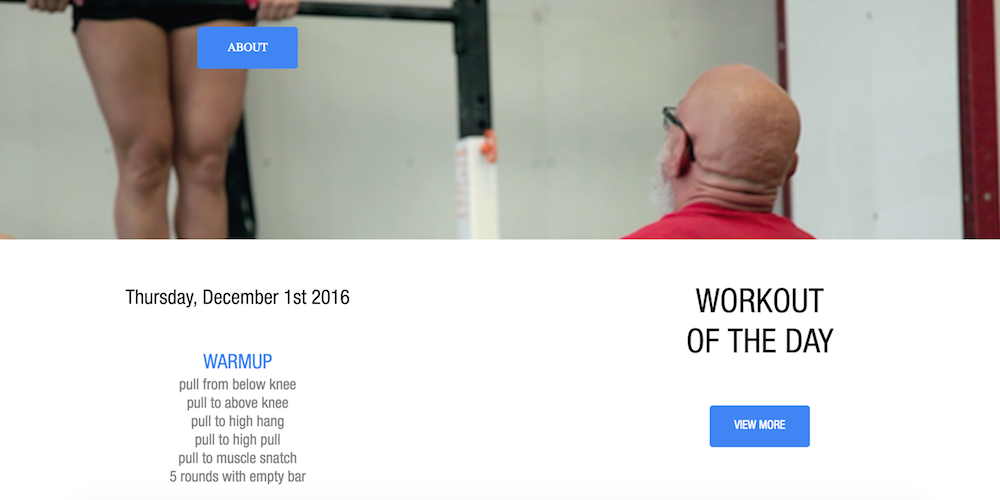 ABOUT
Thursday, December 1st 2016
WARMUP
pull from below knee
pull to above knee
pull to high hang
pull to high pull
pull to muscle snatch
5 rounds with empty bar
WORKOUT
OF THE DAY
VIEW MORE